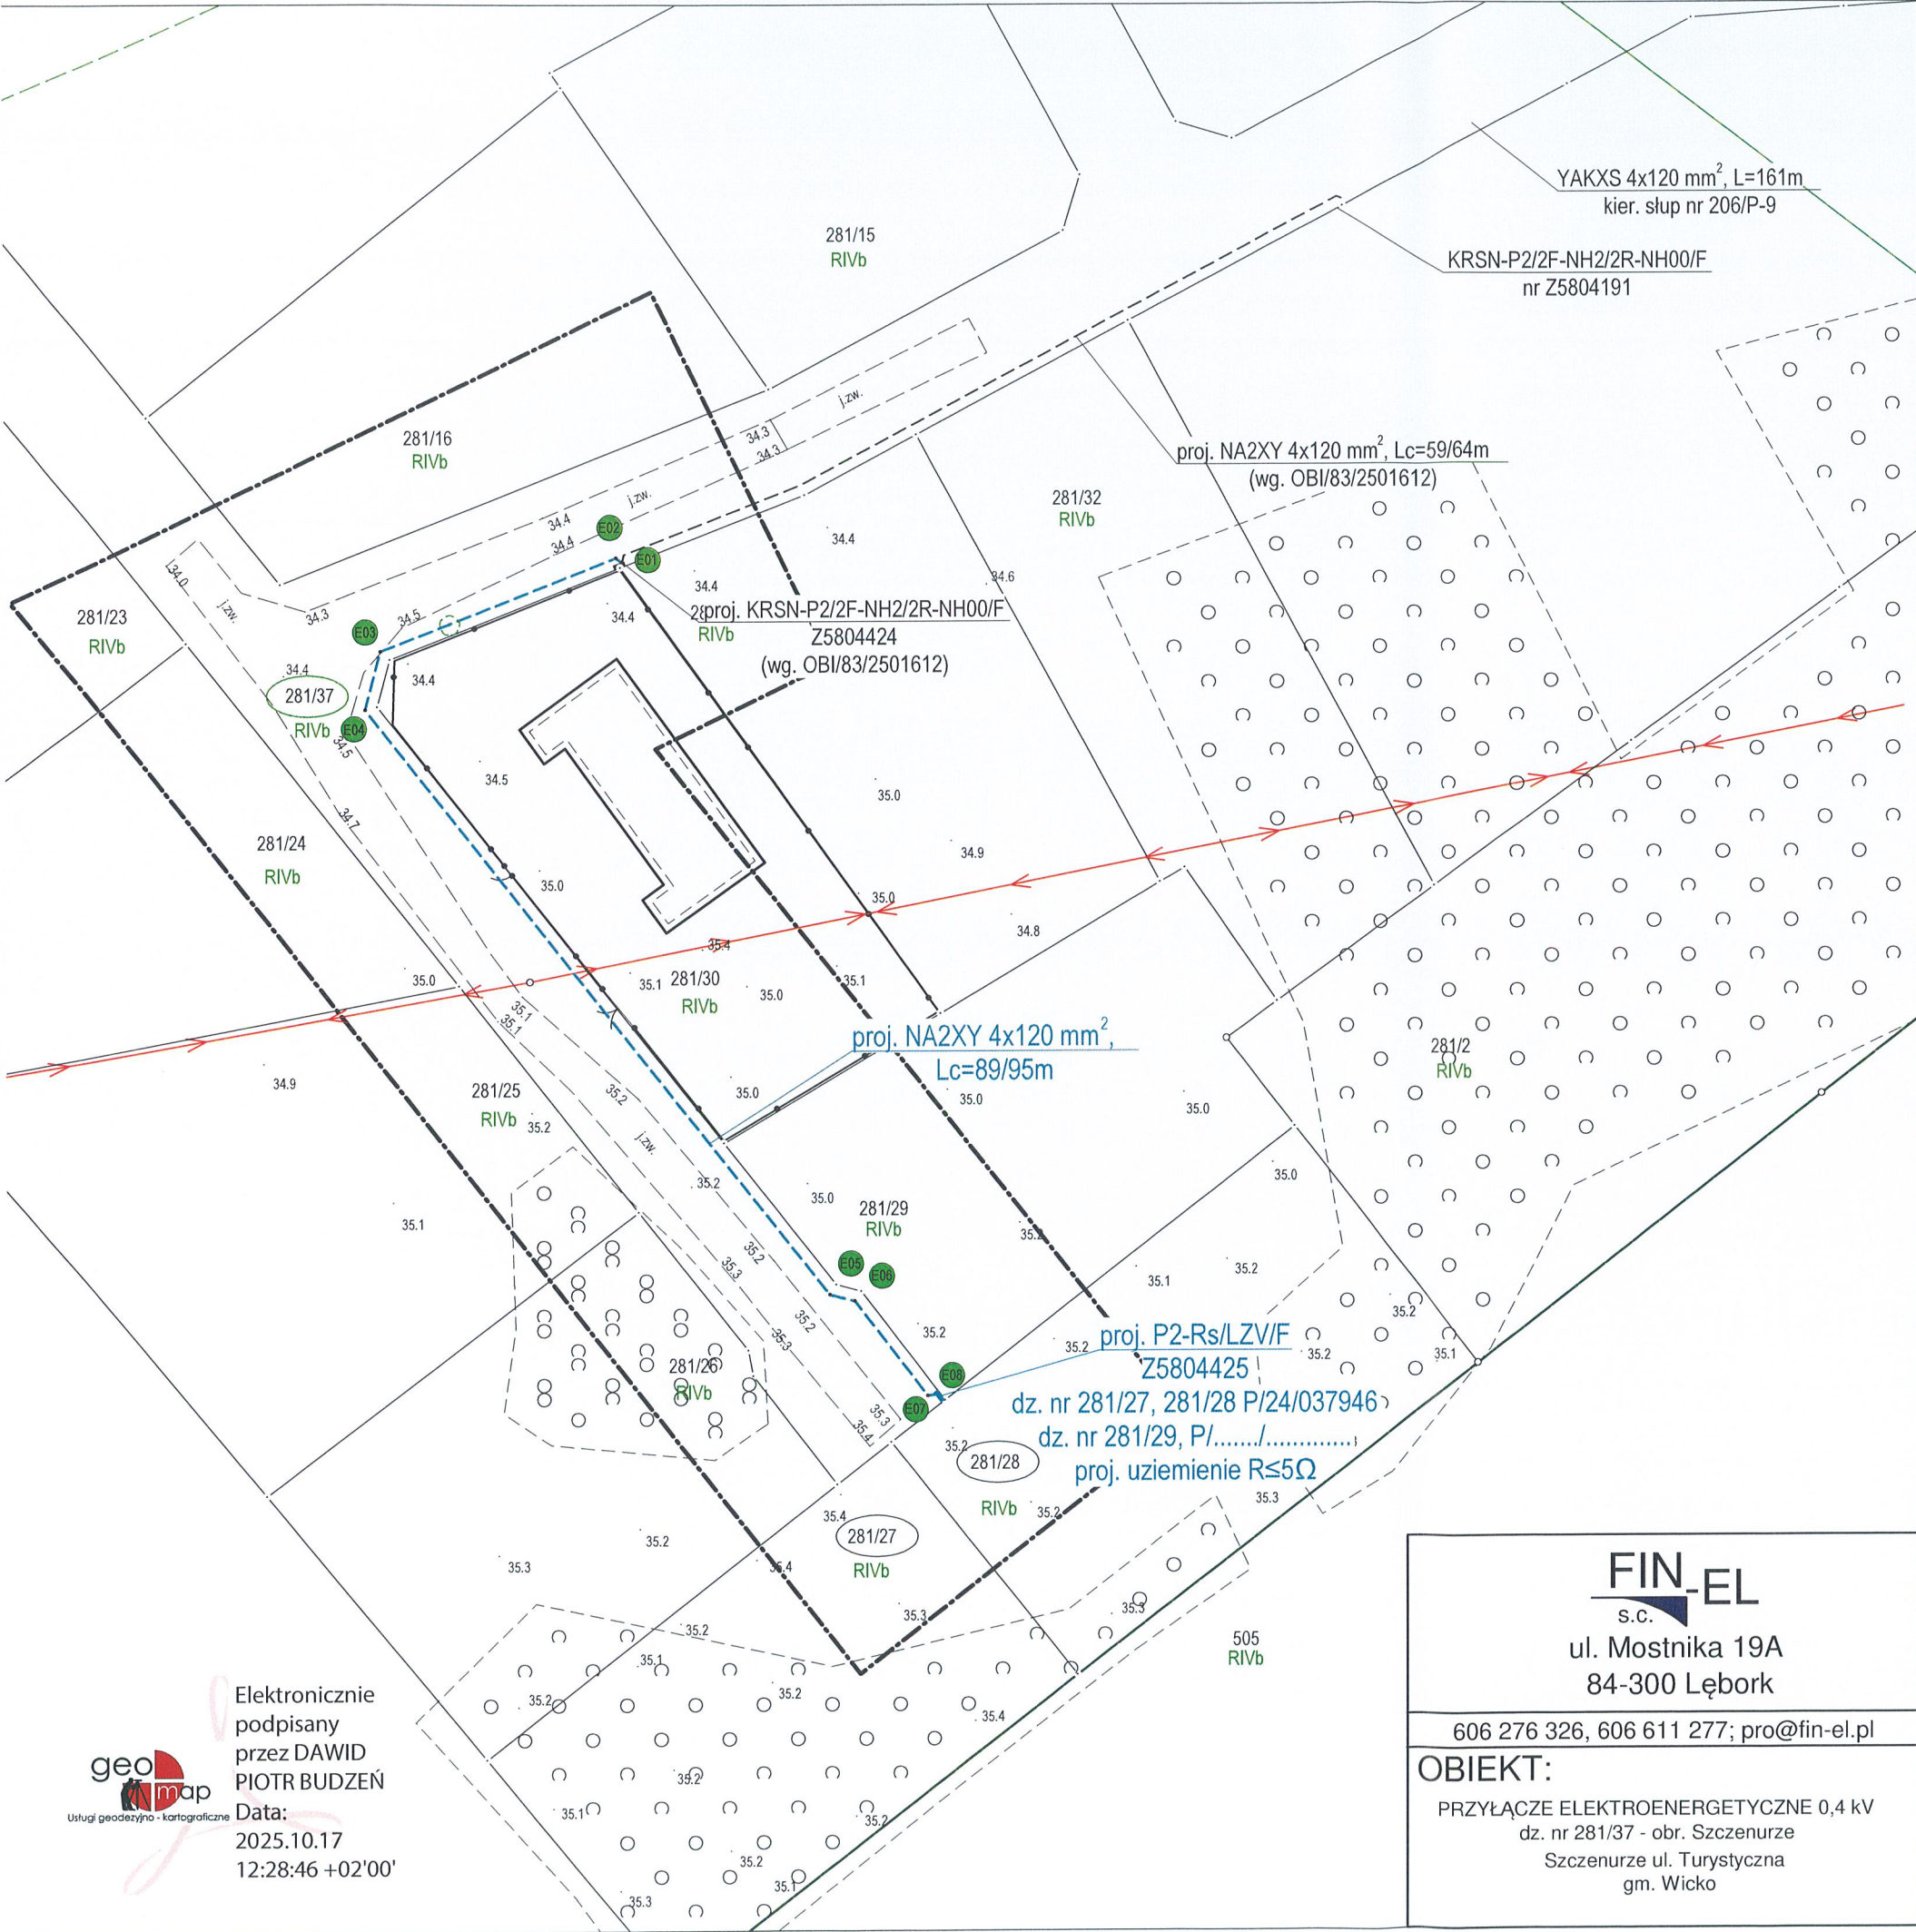 YAKXS 4x120 mm², L=161m
kier. słup nr 206/P-9
281/15
RIVb
KRSN-P2/2F-NH2/2R-NH00/F
nr Z5804191
j.zw.
34.3
34.3
281/16
RIVb
proj. NA2XY 4x120 mm², Lc=59/64m
(wg. OBI/83/2501612)
281/32
RIVb
j.zw.
34.4
34.4
E02
E01
34.4
34.0
j.zw.
34.3
34.5
34.4
34.6
34.4
281/23
RIVb
E03
proj. KRSN-P2/2F-NH2/2R-NH00/F
RIVb
Z5804424
(wg. OBI/83/2501612)
34.4
281/37
RIVb
34.4
E04
34.5
34.5
35.0
34.7
281/24
RIVb
34.9
35.0
35.0
34.8
35.4
35.0
281/30
35.1
RIVb
35.0
35.1
35.1
35.1
proj. NA2XY 4x120 mm²,
Lc=89/95m
281/2
RIVb
34.9
281/25
RIVb
35.2
35.2
35.0
35.0
35.0
j.zw.
35.2
35.0
35.0
281/29
RIVb
35.1
35.2
35.2
35.3
E05
E06
35.1
35.2
35.2
35.2
35.3
35.2
281/26
RIVb
35.2
proj. P2-Rs/LZV/F
Z5804425
35.2
35.1
E08
E07
dz. nr 281/27, 281/28 P/24/037946
dz. nr 281/29, P/......./.............
proj. uziemienie R≤5Ω
35.3
35.4
35.2
281/28
RIVb
35.2
35.3
35.4
281/27
RIVb
35.2
35.3
35.4
35.3
35.3
505
RIVb
35.2
35.1
35.2
35.2
35.4
35.2
35.1
35.2
35.2
35.1
35.3
geo
map
Usługi geodezyjno - kartograficzne
Elektronicznie
podpisany
przez DAWID
PIOTR BUDZEŃ
Data:
2025.10.17
12:28:46 +02'00'
FIN-EL
s.c.
ul. Mostnika 19A
84-300 Lębork
606 276 326, 606 611 277; pro@fin-el.pl
OBIEKT:
PRZYŁĄCZE ELEKTROENERGETYCZNE 0,4 kV
dz. nr 281/37 - obr. Szczenurze
Szczenurze ul. Turystyczna
gm. Wicko